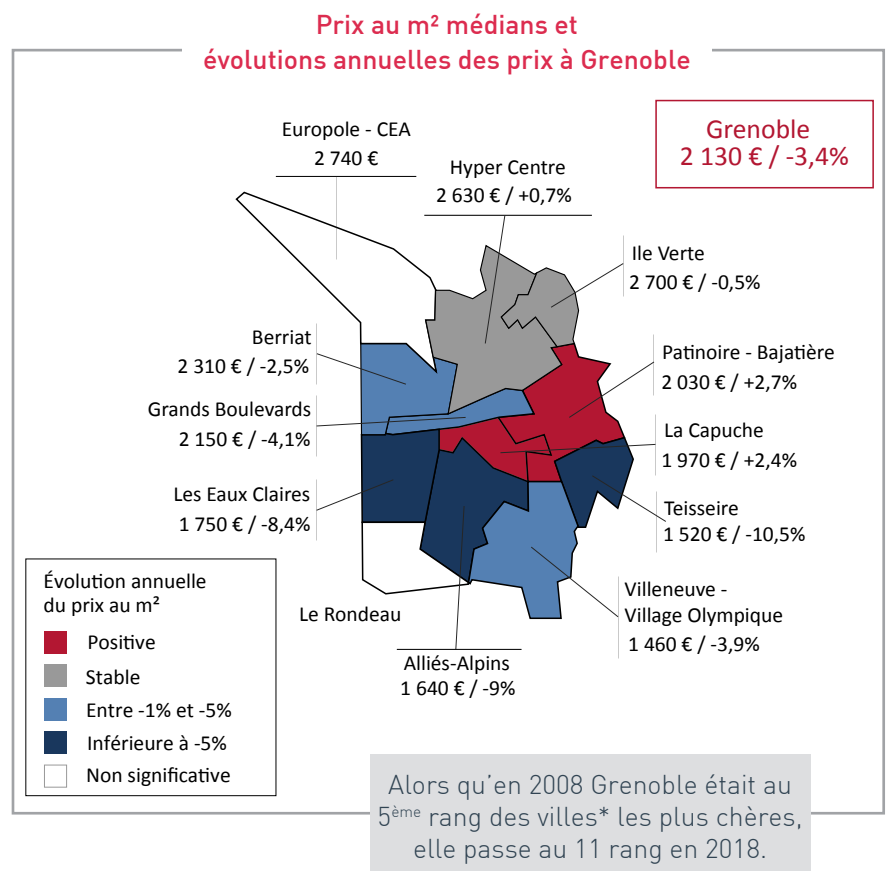 Prix au m² médians et
évolutions annuelles des prix à Grenoble
Grenoble
2 130 € / -3,4%
Europole - CEA
2 740 €
Hyper Centre
2 630 € / +0,7%
Ile Verte
2 700 € / -0,5%
Berriat
2 310 € / -2,5%
Patinoire - Bajatière
2 030 € / +2,7%
Grands Boulevards
2 150 € / -4,1%
La Capuche
1 970 € / +2,4%
Les Eaux Claires
1 750 € / -8,4%
Teisseire
1 520 € / -10,5%
Villeneuve -
Village Olympique
1 460 € / -3,9%
Le Rondeau
Alliés-Alpins
1 640 € / -9%
Évolution annuelle
du prix au m²
Positive
Stable
Entre -1% et -5%
Inférieure à -5%
Non significative
Alors qu'en 2008 Grenoble était au
5ème rang des villes* les plus chères,
elle passe au 11 rang en 2018.